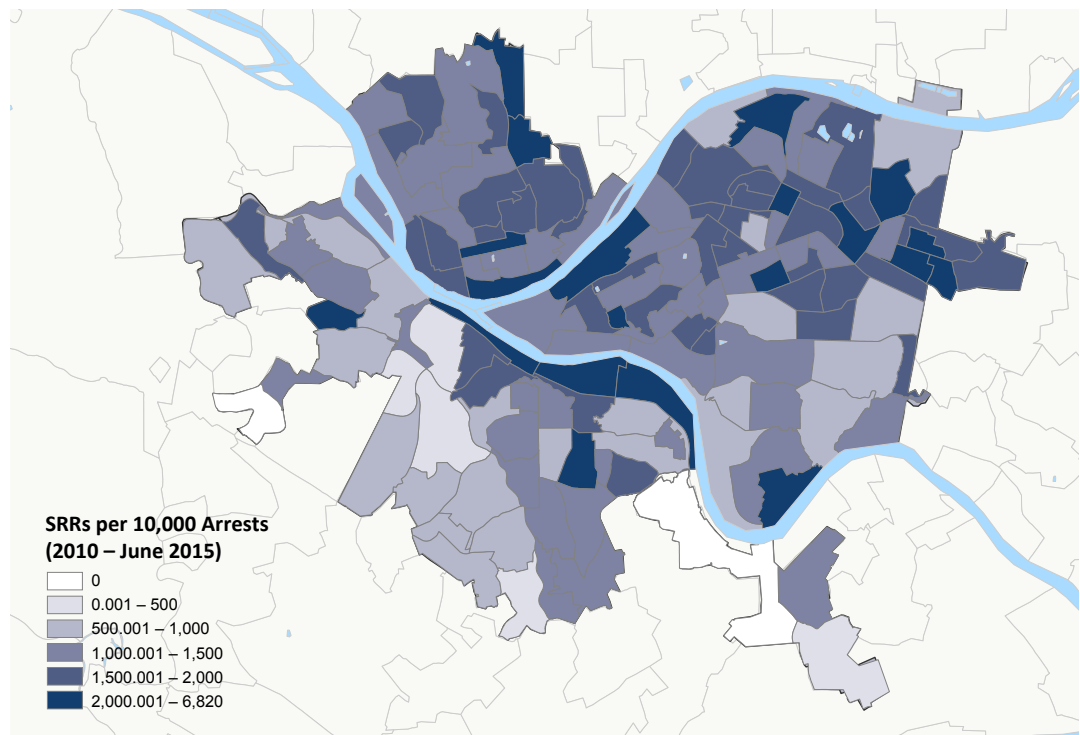 SRRs per 10,000 Arrests
(2010 – June 2015)
0
0.001 – 500
500.001 – 1,000
1,000.001 – 1,500
1,500.001 – 2,000
2,000.001 – 6,820